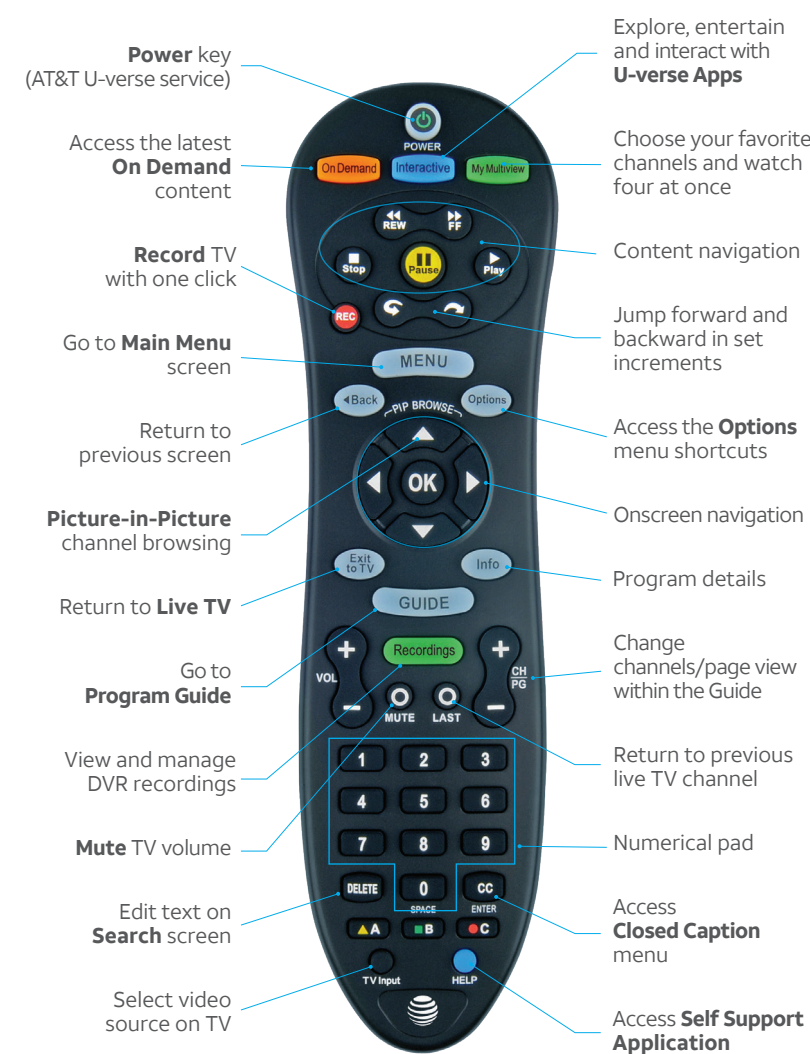 Power key
(AT&T U-verse service)
Access the latest
On Demand
content
Record TV
with one click
Go to Main Menu
screen
Return to
previous screen
Picture-in-Picture
channel browsing
Return to Live TV
Go to
Program Guide
View and manage
DVR recordings
Mute TV volume
Edit text on
Search screen
Select video
source on TV
POWER
On Demand
Interactive
My Multiview
REW
FF
Stop
Pause
Play
REC
MENU
Back
PIP BROWSE
Options
OK
Exit
to TV
Info
GUIDE
VOL
+
−
Recordings
+
−
CH
PG
MUTE
LAST
1 2 3
4 5 6
7 8 9
DELETE 0 CC
SPACE ENTER
A B C
TV Input
HELP
Explore, entertain
and interact with
U-verse Apps
Choose your favorite
channels and watch
four at once
Content navigation
Jump forward and
backward in set
increments
Access the Options
menu shortcuts
Onscreen navigation
Program details
Change
channels/page view
within the Guide
Return to previous
live TV channel
Numerical pad
Access
Closed Caption
menu
Access Self Support
Application